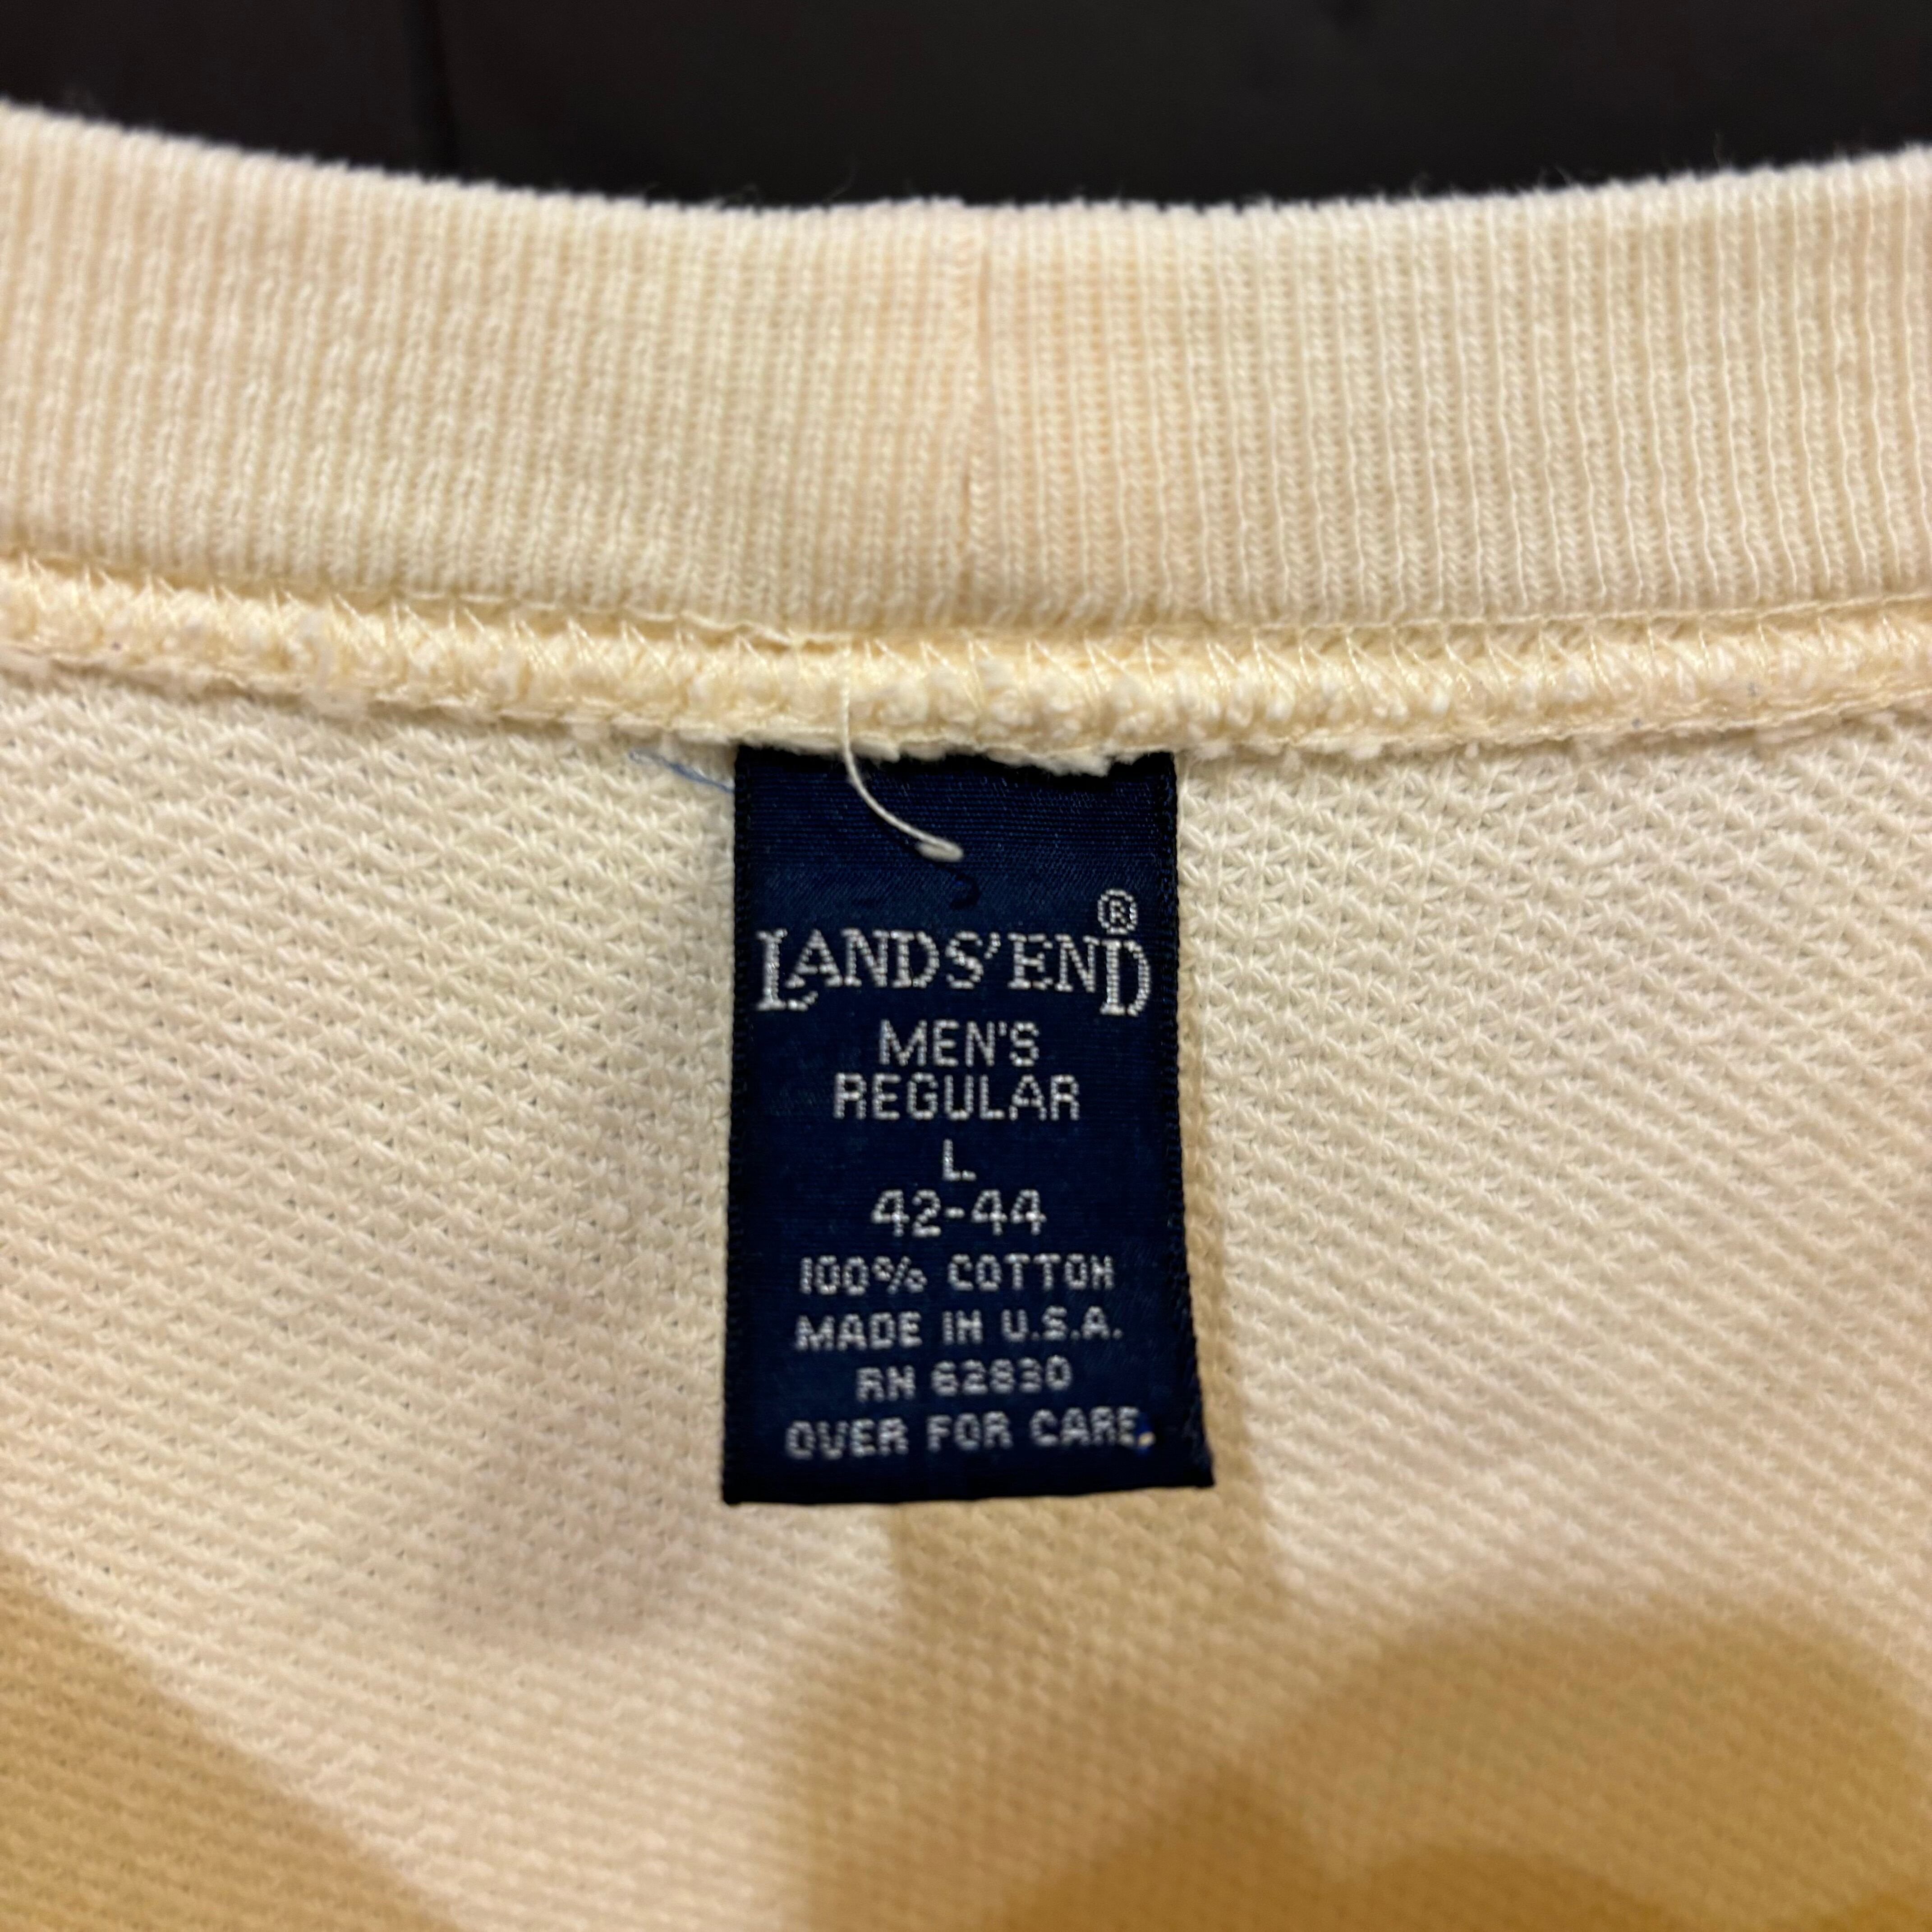 LANDS' END®
MEN'S
REGULAR
L
42-44
100% COTTON
MADE IN U.S.A.
RN 62830
OVER FOR CARE.